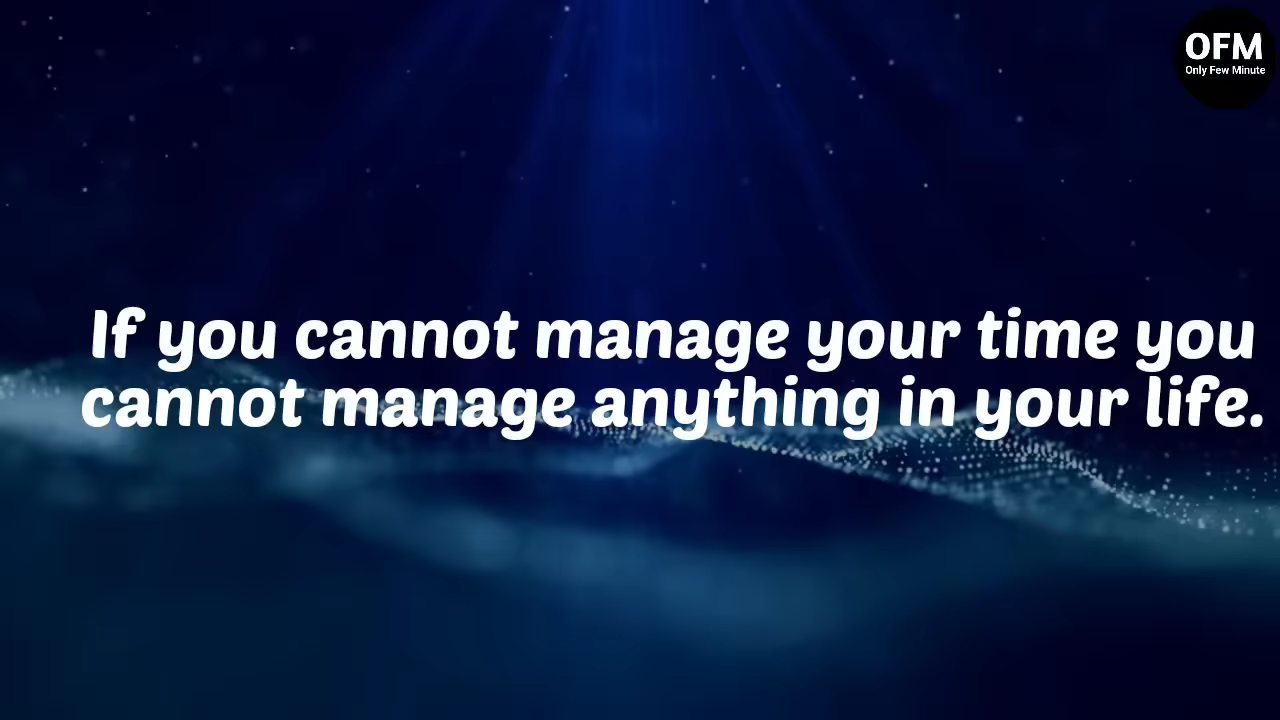 OFM
Only Few Minute
If you cannot manage your time you
cannot manage anything in your life.